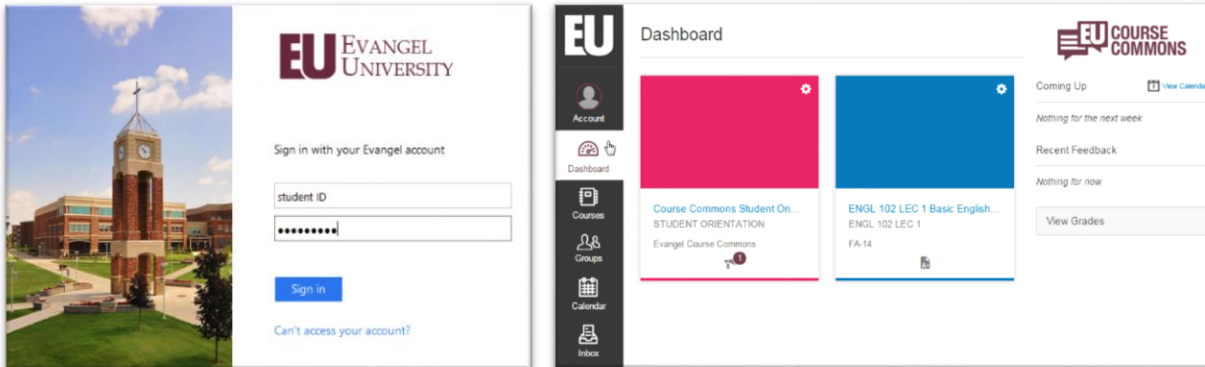 EU EVANGEL
UNIVERSITY
Sign in with your Evangel account
student ID
•••••••••
Sign in
Can't access your account?
EU
Account
Dashboard
Courses
Groups
Calendar
Inbox
Dashboard
Course Commons Student Ori...
STUDENT ORIENTATION
Evangel Course Commons
1
ENGL 102 LEC 1 Basic English...
ENGL 102 LEC 1
FA-14
EU COURSE
COMMONS
Coming Up
7 View Calendar
Nothing for the next week
Recent Feedback
Nothing for now
View Grades